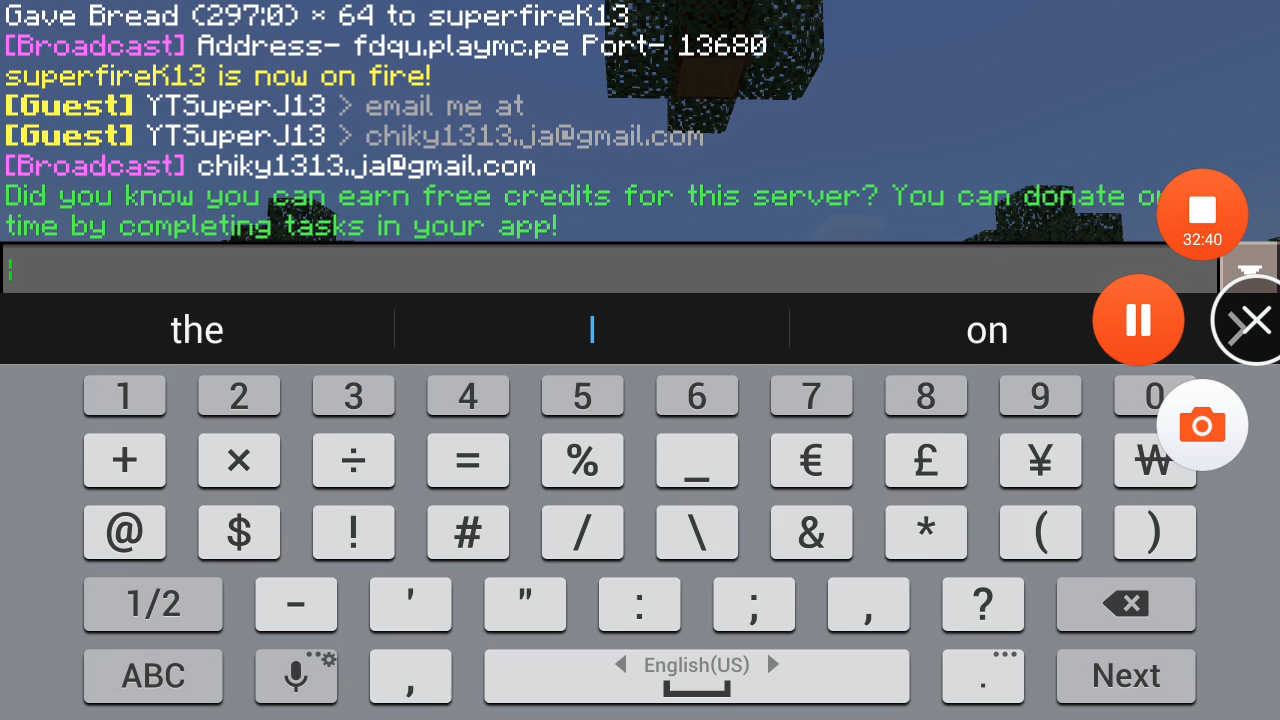 Gave Bread (297:0) × 64 to superfireK13
[Broadcast] Address- fdqu.playmc.pe Port- 13680
superfireK13 is now on fire!
[Guest] YTSuperJ13 > email me at
[Guest] YTSuperJ13 > chiky1313.ja@gmail.com
[Broadcast] chiky1313.ja@gmail.com
Did you know you can earn free credits for this server? You can donate
time by completing tasks in your app!
32:40
the I on
1 2 3 4 5 6 7 8 9 0
+ × ÷ = % _ € £ ¥ ₩
@ $ ! # / \ & * ( )
1/2 - ' " : ; , ?
ABC , English(US) . Next